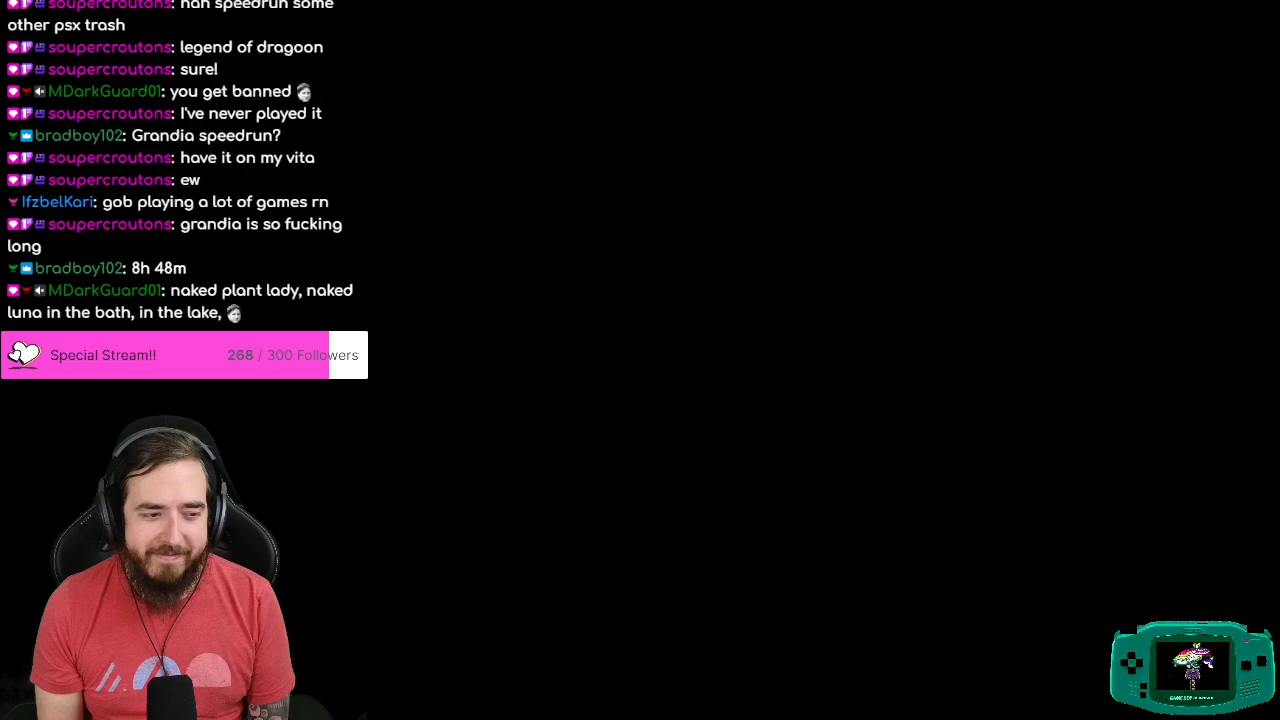 soupercroutons: nah speedrun some
other psx trash
soupercroutons: legend of dragoon
soupercroutons: sure!
MDarkGuard01: you get banned
soupercroutons: I've never played it
bradboy102: Grandia speedrun?
soupercroutons: have it on my vita
soupercroutons: ew
IfzbelKari: gob playing a lot of games rn
soupercroutons: grandia is so fucking
long
bradboy102: 8h 48m
MDarkGuard01: naked plant lady, naked
luna in the bath, in the lake,
Special Stream!! 268 / 300 Followers